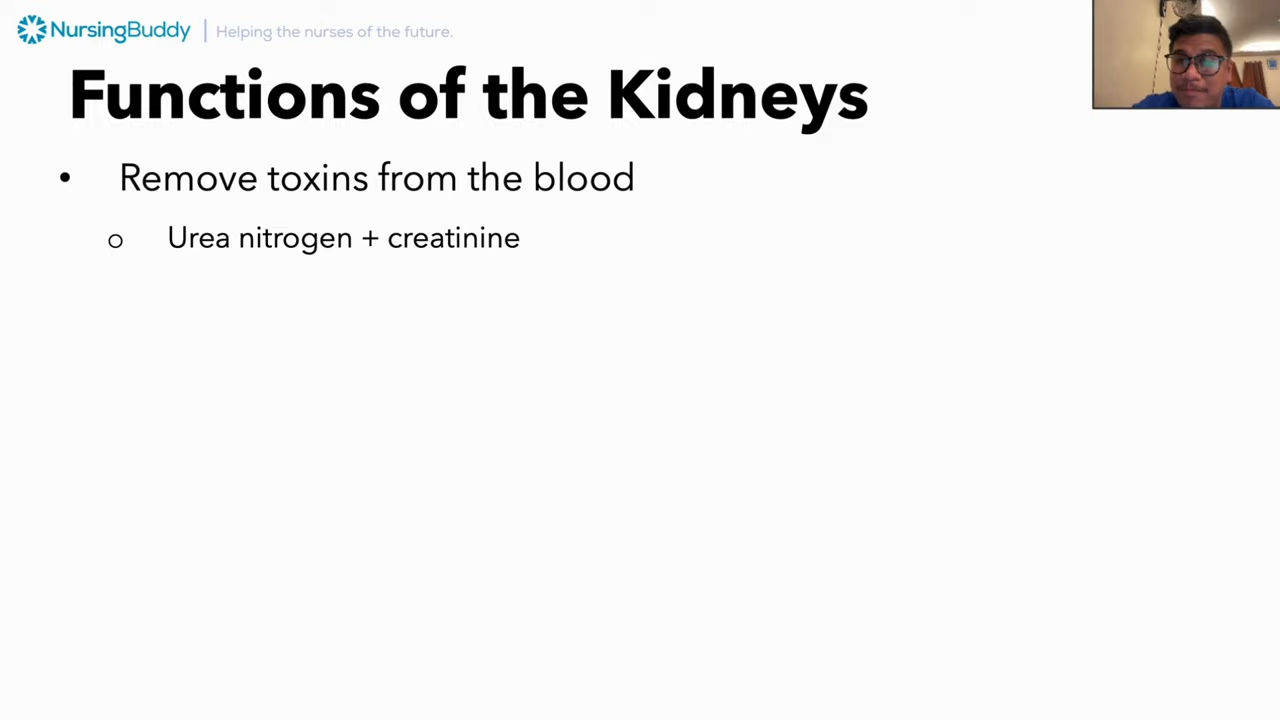 NursingBuddy | Helping the nurses of the future.
Functions of the Kidneys
• Remove toxins from the blood
o Urea nitrogen + creatinine